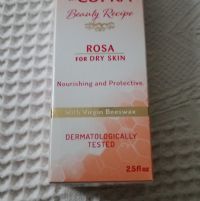 Beauty Recipe
ROSA
FOR DRY SKIN
Nourishing and Protective
With Virgin Beeswax
DERMATOLOGICALLY
TESTED
2.5fl oz